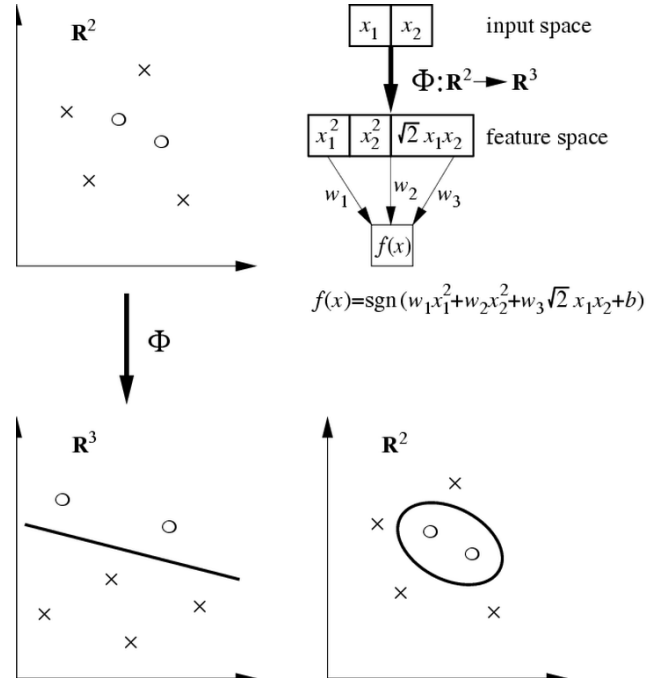 R²
x₁ x₂ input space
Φ: R² → R³
x₁² x₂² √2 x₁x₂ feature space
w₁ w₂ w₃
f(x)
f(x)=sgn (w₁x₁²+w₂x₂²+w₃√2 x₁x₂+b)
Φ
R³
R²